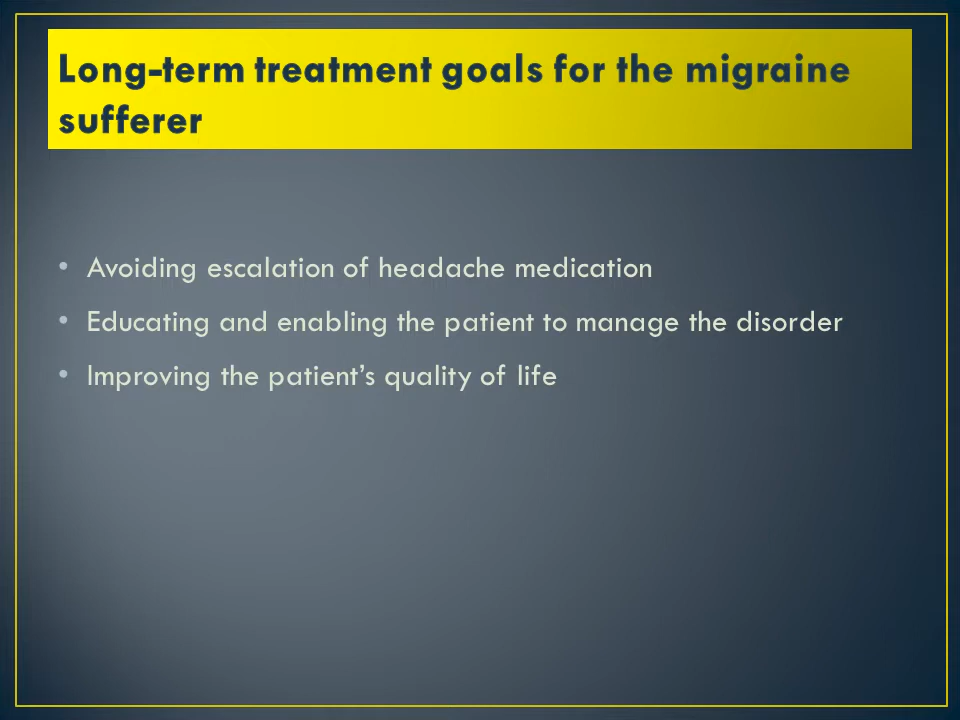 Long-term treatment goals for the migraine
sufferer
• Avoiding escalation of headache medication
• Educating and enabling the patient to manage the disorder
• Improving the patient’s quality of life